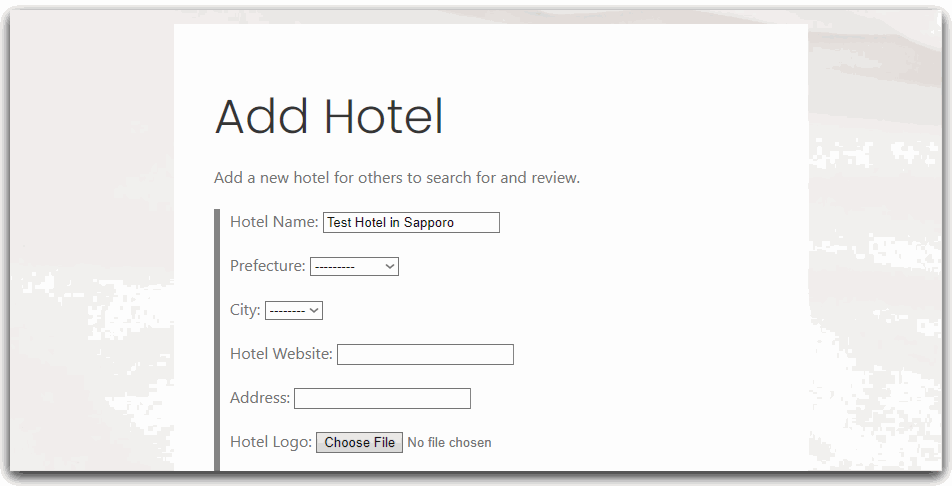 Add Hotel
Add a new hotel for others to search for and review.
Hotel Name: Test Hotel in Sapporo
Prefecture: ---------
City: --------
Hotel Website:
Address:
Hotel Logo: Choose File No file chosen